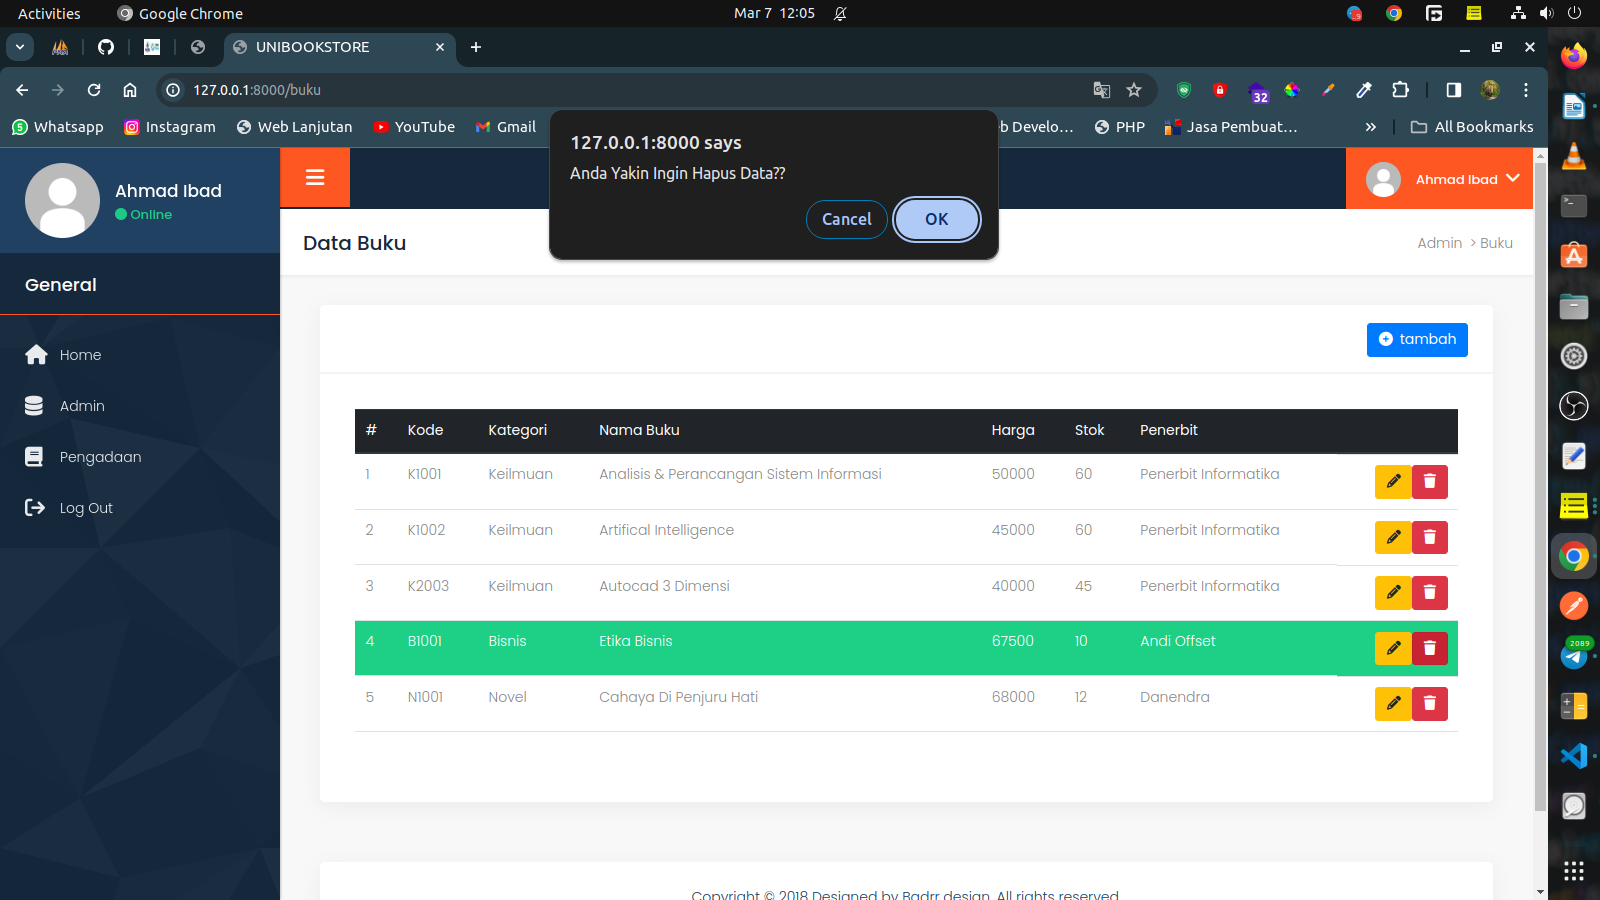 Activities
Google Chrome
Mar 7 12:05
UNIBOOKSTORE
127.0.0.1:8000/buku
32
Whatsapp
Instagram
Web Lanjutan
YouTube
Gmail
b Develo...
PHP
Jasa Pembuat...
All Bookmarks
127.0.0.1:8000 says
Anda Yakin Ingin Hapus Data??
Cancel
OK
Ahmad Ibad
Online
Ahmad Ibad
General
Home
Admin
Pengadaan
Log Out
Data Buku
Admin > Buku
tambah
# Kode Kategori Nama Buku Harga Stok Penerbit
1 K1001 Keilmuan Analisis & Perancangan Sistem Informasi 50000 60 Penerbit Informatika
2 K1002 Keilmuan Artifical Intelligence 45000 60 Penerbit Informatika
3 K2003 Keilmuan Autocad 3 Dimensi 40000 45 Penerbit Informatika
4 B1001 Bisnis Etika Bisnis 67500 10 Andi Offset
5 N1001 Novel Cahaya Di Penjuru Hati 68000 12 Danendra
Copyright © 2018 Designed by Badrr design. All rights reserved
2089